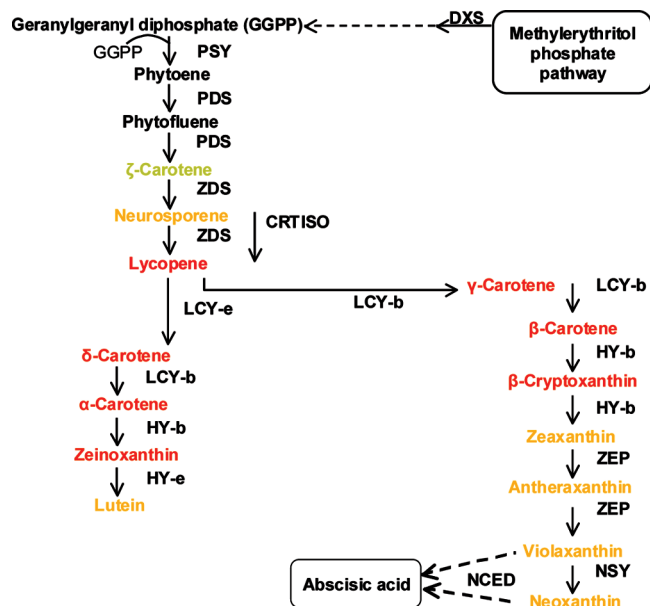 Geranylgeranyl diphosphate (GGPP)
DXS
Methylerythritol
phosphate
pathway
GGPP
PSY
Phytoene
PDS
Phytofluene
PDS
ζ-Carotene
ZDS
Neurosporene
ZDS
CRTISO
Lycopene
LCY-e
LCY-b
γ-Carotene
LCY-b
β-Carotene
HY-b
β-Cryptoxanthin
HY-b
Zeaxanthin
ZEP
Antheraxanthin
ZEP
Violaxanthin
NSY
Neoxanthin
NCED
Abscisic acid
δ-Carotene
LCY-b
α-Carotene
HY-b
Zeinoxanthin
HY-e
Lutein